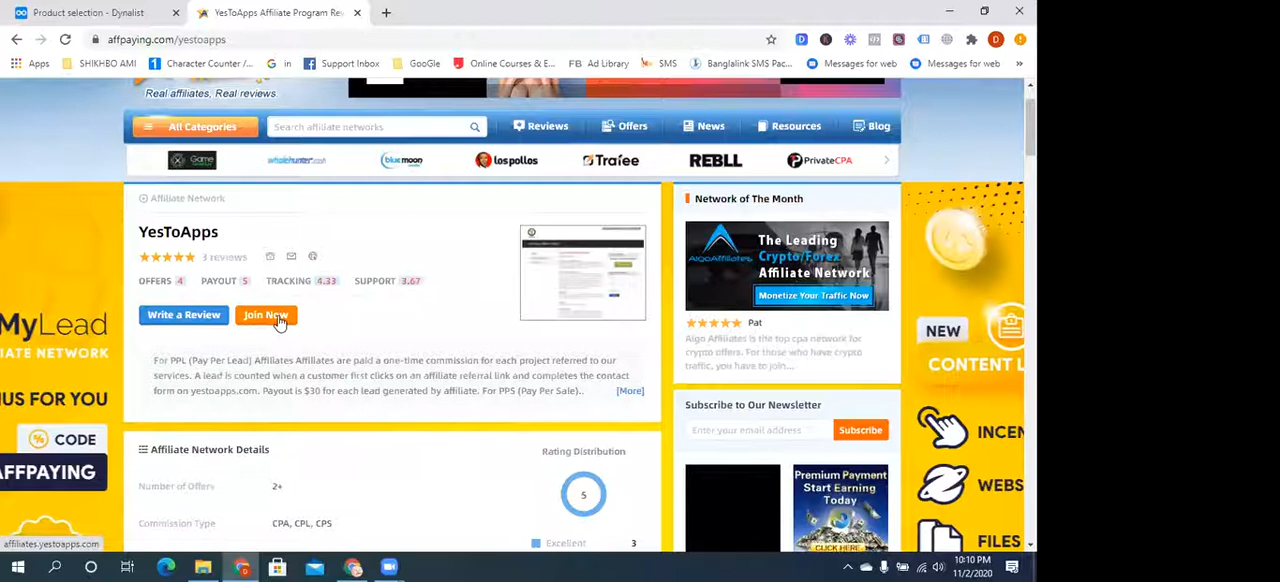 Product selection - Dynalist
YesToApps Affiliate Program Rev
affpaying.com/yestoapps
Apps
SHIKHBO AMI
Character Counter /...
in
Support Inbox
GooGle
Online Courses & E...
FB Ad Library
SMS
Banglalink SMS Pac...
Messages for web
Messages for web
Real affiliates, Real reviews.
All Categories
Search affiliate networks
Reviews
Offers
News
Resources
Blog
Game
whalehunter.cash
bluemoon
lospollos
Traƒee
REBLL
PrivateCPA
Affiliate Network
YesToApps
3 reviews
OFFERS 4 PAYOUT 5 TRACKING 4.33 SUPPORT 3.67
Write a Review
Join Now
For PPL (Pay Per Lead) Affiliates Affiliates are paid a one-time commission for each project referred to our
services. A lead is counted when a customer first clicks on an affiliate referral link and completes the contact
form on yestoapps.com. Payout is $30 for each lead generated by affiliate. For PPS (Pay Per Sale)..
[More]
Affiliate Network Details
Number of Offers 2+
Commission Type CPA, CPL, CPS
Rating Distribution
5
Excellent 3
Network of The Month
AlgoAffiliates
The Leading
Crypto/Forex
Affiliate Network
Monetize Your Traffic Now
Pat
Algo Affiliates is the top cpa network for
crypto offers. For those who have crypto
traffic, you have to join...
Subscribe to Our Newsletter
Enter your email address
Subscribe
Premium Payment
Start Earning
Today
CLICK HERE
MyLead
IATE NETWORK
NUS FOR YOU
CODE
AFFPAYING
NEW
CONTENT L
INCEN
WEBS
FILES
affiliates.yestoapps.com
10:10 PM
11/2/2020